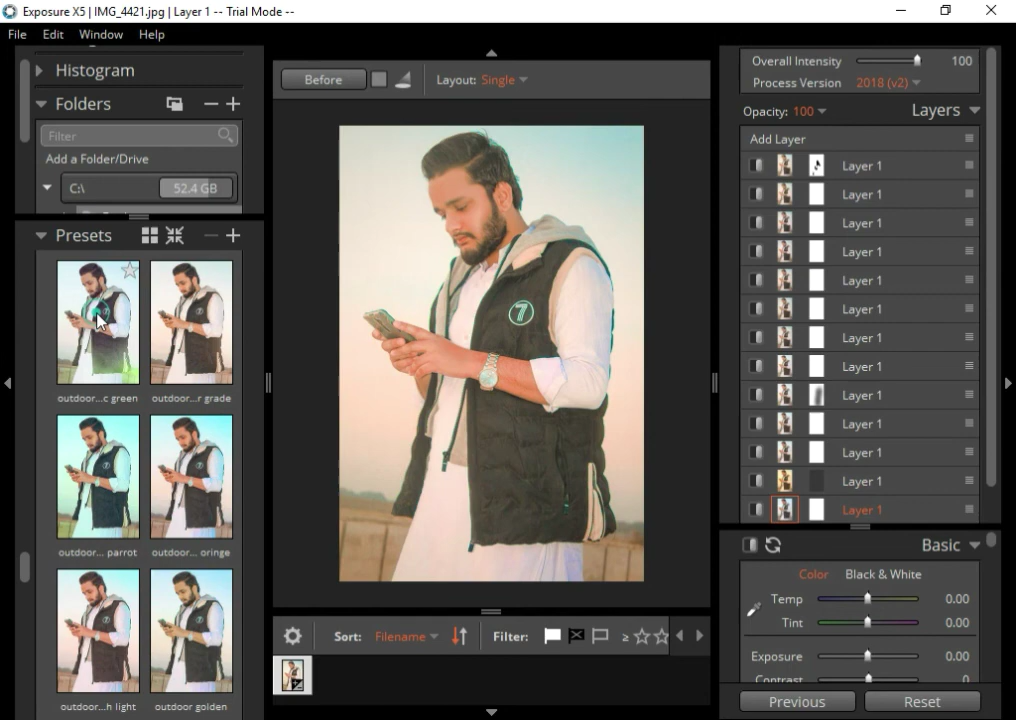 Exposure X5 | IMG_4421.jpg | Layer 1 -- Trial Mode --
File Edit Window Help
Histogram
Folders
Filter
Add a Folder/Drive
C:\ 52.4 GB
Presets
outdoor...c green outdoor...r grade
outdoor... parrot outdoor... oringe
outdoor...h light outdoor golden
Before Layout: Single
7
Sort: Filename Filter: ≥
Overall Intensity 100
Process Version 2018 (v2)
Opacity: 100 Layers
Add Layer
Layer 1
Layer 1
Layer 1
Layer 1
Layer 1
Layer 1
Layer 1
Layer 1
Layer 1
Layer 1
Layer 1
Layer 1
Layer 1
Basic
Color Black & White
Temp 0.00
Tint 0.00
Exposure 0.00
Contrast 0
Previous Reset